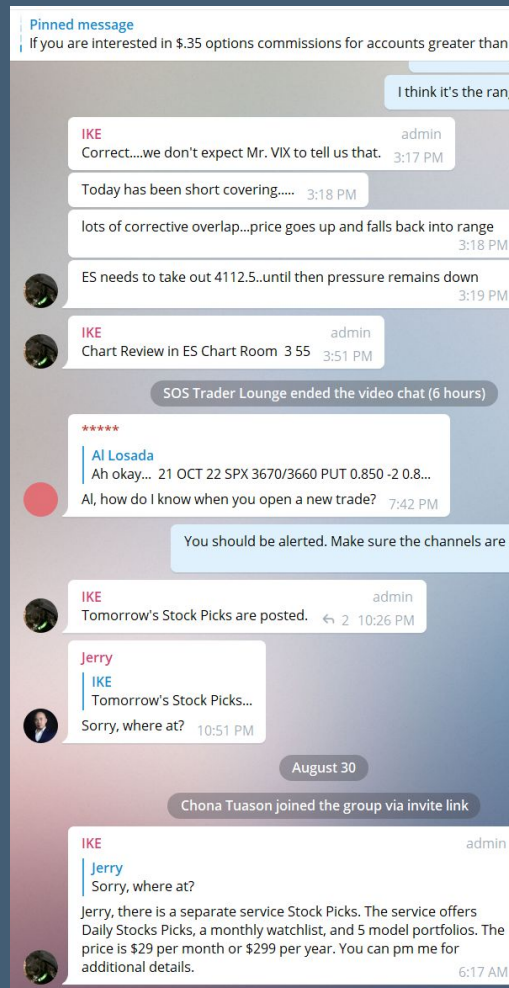 Pinned message
If you are interested in $.35 options commissions for accounts greater than
I think it's the
IKE admin
Correct....we don't expect Mr. VIX to tell us that. 3:17 PM
Today has been short covering..... 3:18 PM
lots of corrective overlap...price goes up and falls back into range
3:18 PM
ES needs to take out 4112.5..until then pressure remains down
3:19 PM
IKE admin
Chart Review in ES Chart Room 3 55 3:51 PM
SOS Trader Lounge ended the video chat (6 hours)
*****
Al Losada
Ah okay... 21 OCT 22 SPX 3670/3660 PUT 0.850 -2 0.8...
Al, how do I know when you open a new trade? 7:42 PM
You should be alerted. Make sure the channels are
IKE admin
Tomorrow's Stock Picks are posted. 2 10:26 PM
Jerry
IKE
Tomorrow's Stock Picks...
Sorry, where at? 10:51 PM
August 30
Chona Tuason joined the group via invite link
IKE admin
Jerry
Sorry, where at?
Jerry, there is a separate service Stock Picks. The service offers
Daily Stocks Picks, a monthly watchlist, and 5 model portfolios. The
price is $29 per month or $299 per year. You can pm me for
additional details. 6:17 AM